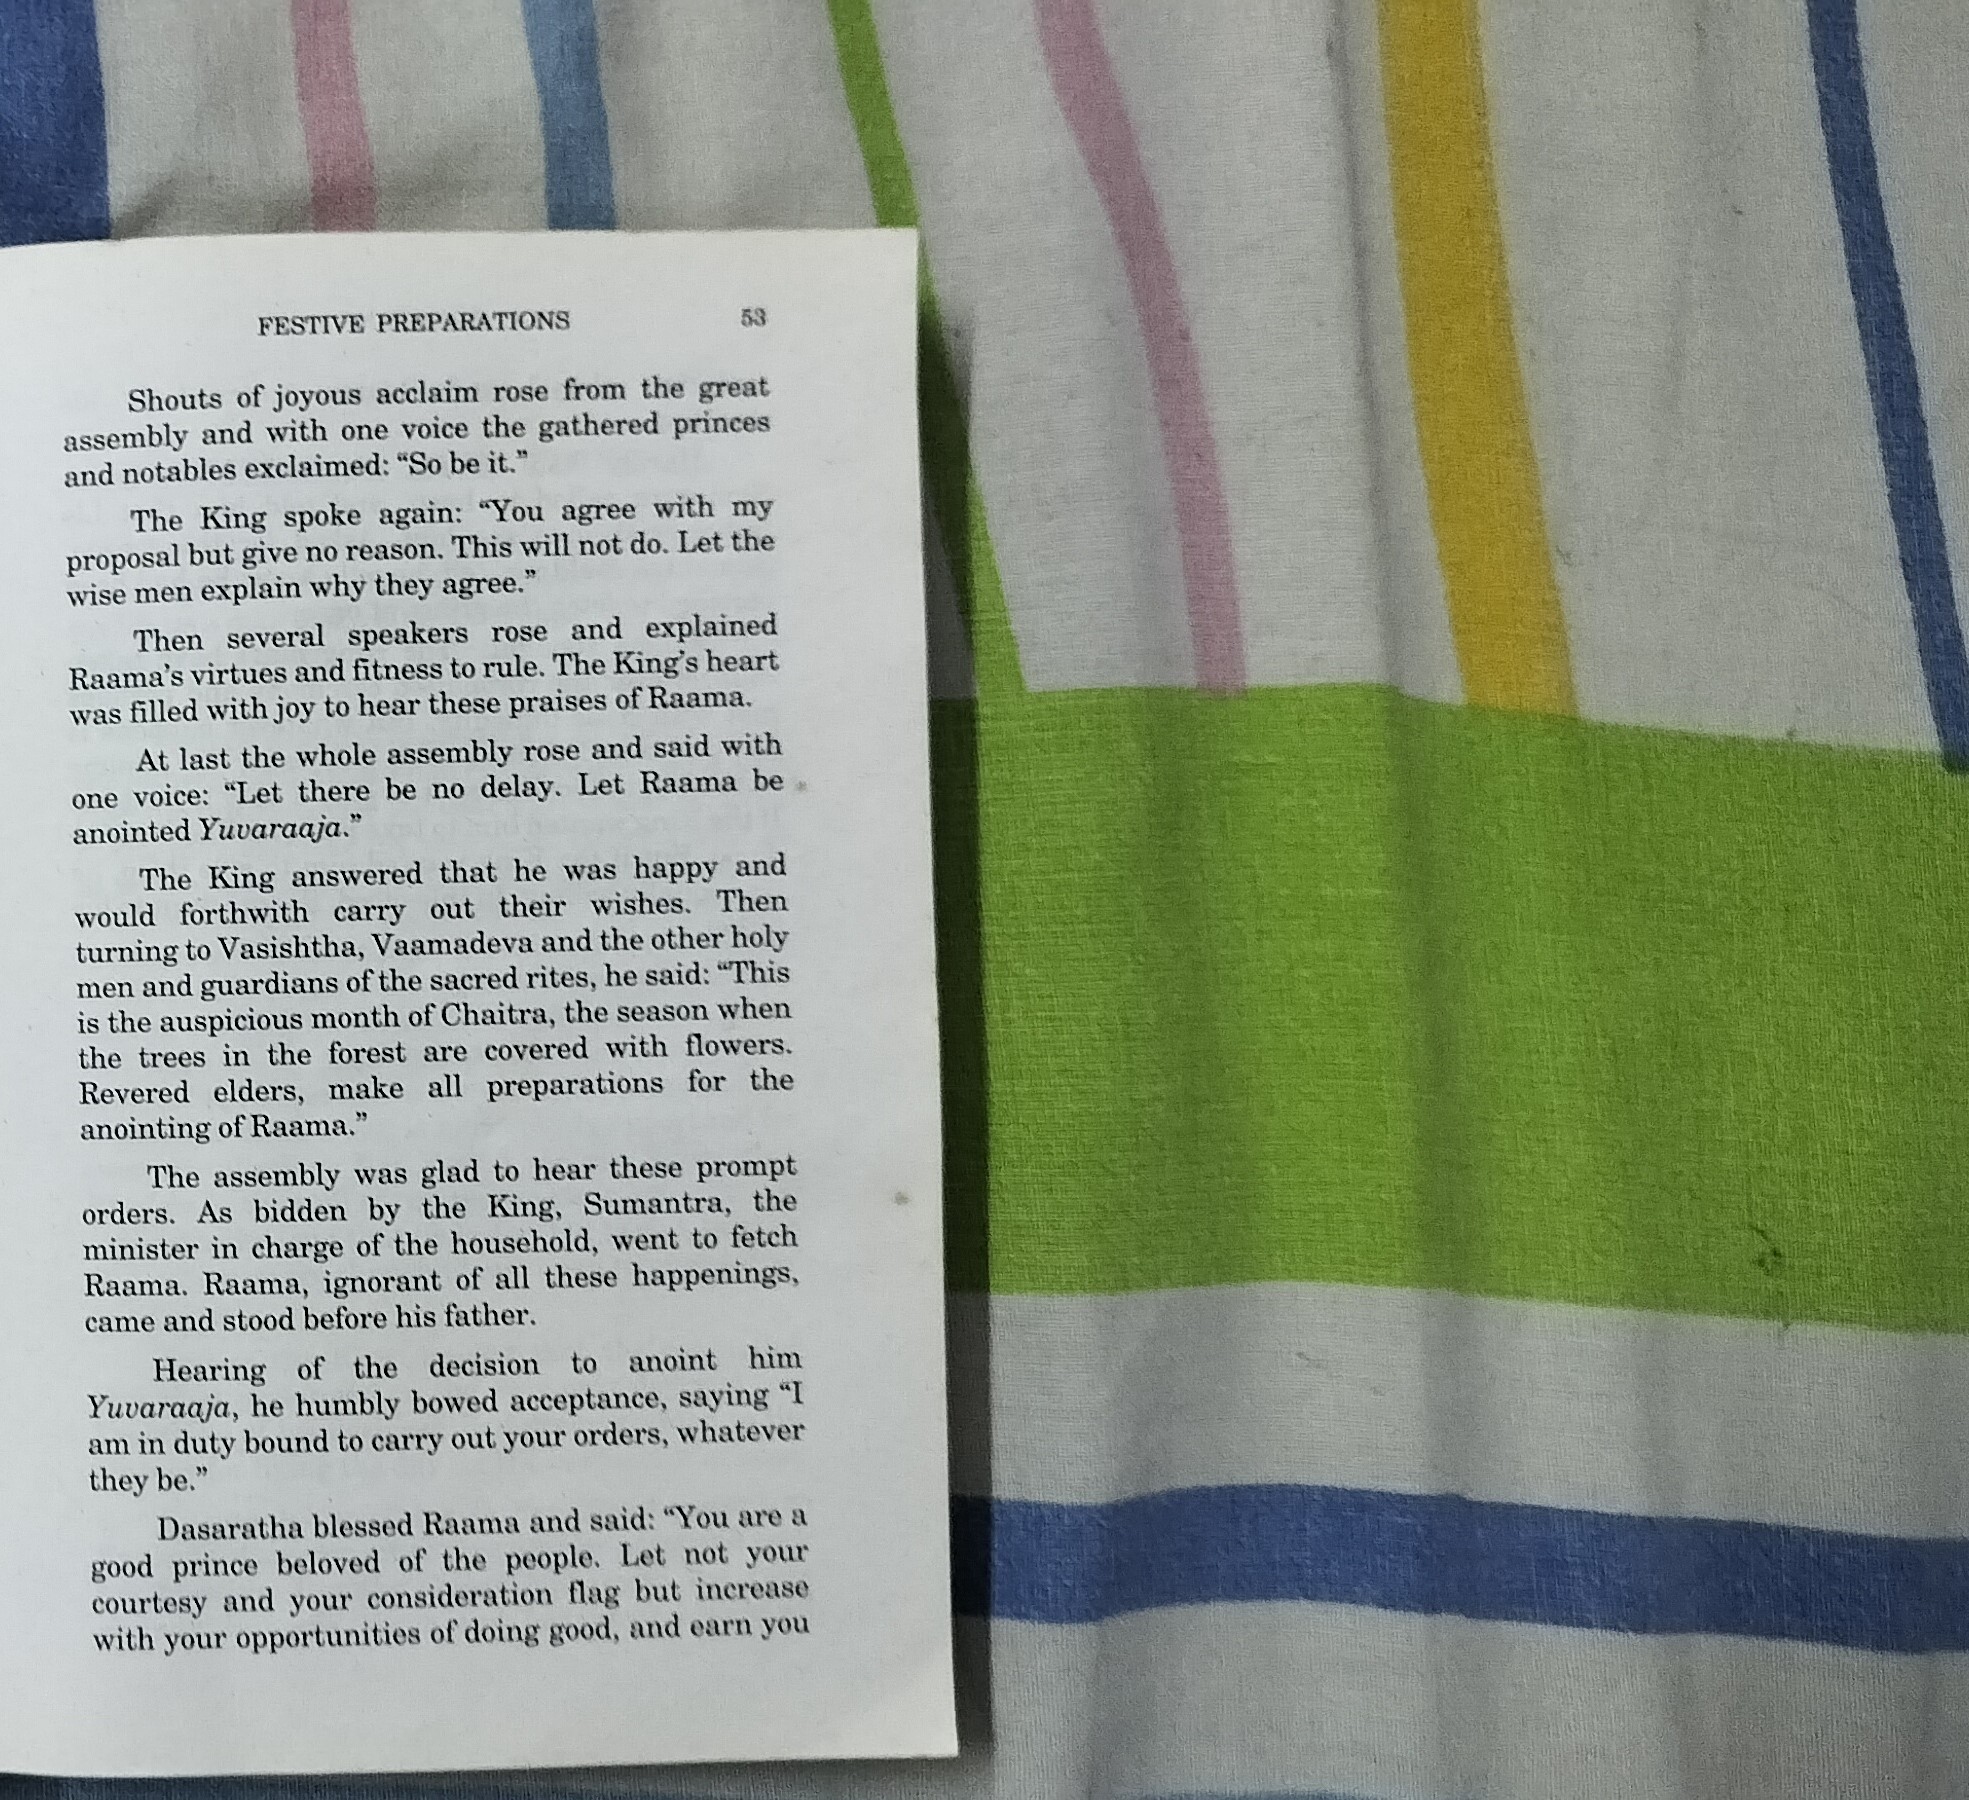 FESTIVE PREPARATIONS 53
Shouts of joyous acclaim rose from the great
assembly and with one voice the gathered princes
and notables exclaimed: “So be it.”
The King spoke again: “You agree with my
proposal but give no reason. This will not do. Let the
wise men explain why they agree.”
Then several speakers rose and explained
Raama’s virtues and fitness to rule. The King’s heart
was filled with joy to hear these praises of Raama.
At last the whole assembly rose and said with
one voice: “Let there be no delay. Let Raama be
anointed Yuvaraaja.”
The King answered that he was happy and
would forthwith carry out their wishes. Then
turning to Vasishtha, Vaamadeva and the other holy
men and guardians of the sacred rites, he said: “This
is the auspicious month of Chaitra, the season when
the trees in the forest are covered with flowers.
Revered elders, make all preparations for the
anointing of Raama.”
The assembly was glad to hear these prompt
orders. As bidden by the King, Sumantra, the
minister in charge of the household, went to fetch
Raama. Raama, ignorant of all these happenings,
came and stood before his father.
Hearing of the decision to anoint him
Yuvaraaja, he humbly bowed acceptance, saying “I
am in duty bound to carry out your orders, whatever
they be.”
Dasaratha blessed Raama and said: “You are a
good prince beloved of the people. Let not your
courtesy and your consideration flag but increase
with your opportunities of doing good, and earn you